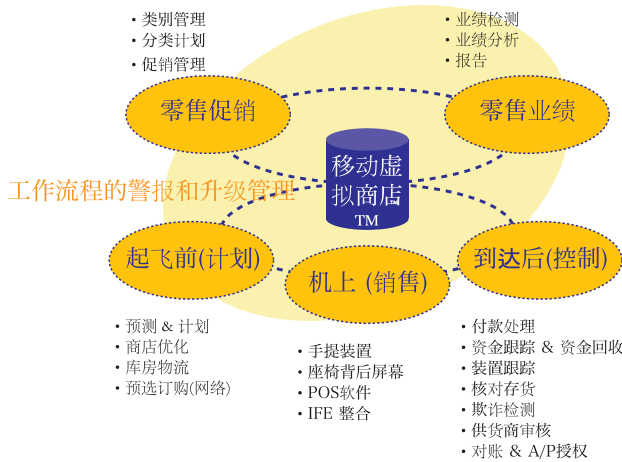 • 类别管理
• 分类计划
• 促销管理
• 业绩检测
• 业绩分析
• 报告
零售促销
零售业绩
移动虚
拟商店
TM
工作流程的警报和升级管理
起飞前(计划)
机上 (销售)
到达后(控制)
• 预测 & 计划
• 商店优化
• 库房物流
• 预选订购(网络)
• 手提装置
• 座椅背后屏幕
• POS软件
• IFE 整合
• 付款处理
• 资金跟踪 & 资金回收
• 装置跟踪
• 核对存货
• 欺诈检测
• 供货商审核
• 对账 & A/P授权